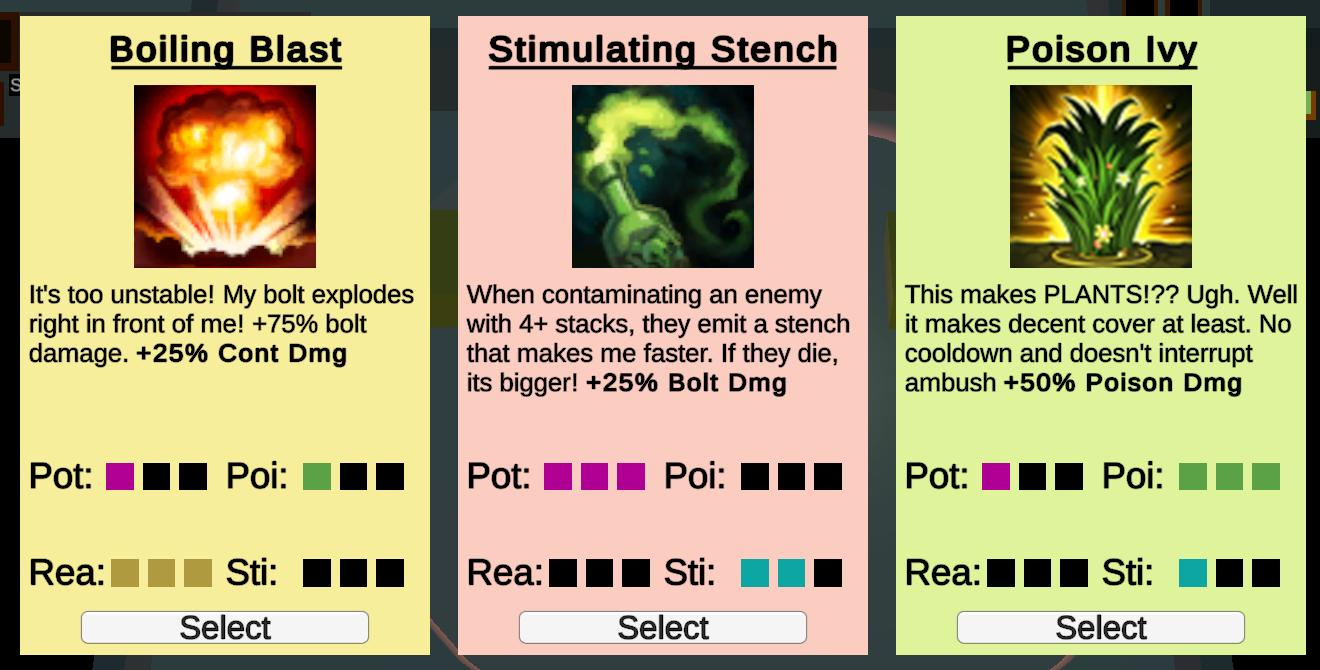 Boiling Blast
It's too unstable! My bolt explodes
right in front of me! +75% bolt
damage. +25% Cont Dmg
Pot: Poi:
Rea: Sti:
Select
Stimulating Stench
When contaminating an enemy
with 4+ stacks, they emit a stench
that makes me faster. If they die,
its bigger! +25% Bolt Dmg
Pot: Poi:
Rea: Sti:
Select
Poison Ivy
This makes PLANTS!?? Ugh. Well
it makes decent cover at least. No
cooldown and doesn't interrupt
ambush +50% Poison Dmg
Pot: Poi:
Rea: Sti:
Select